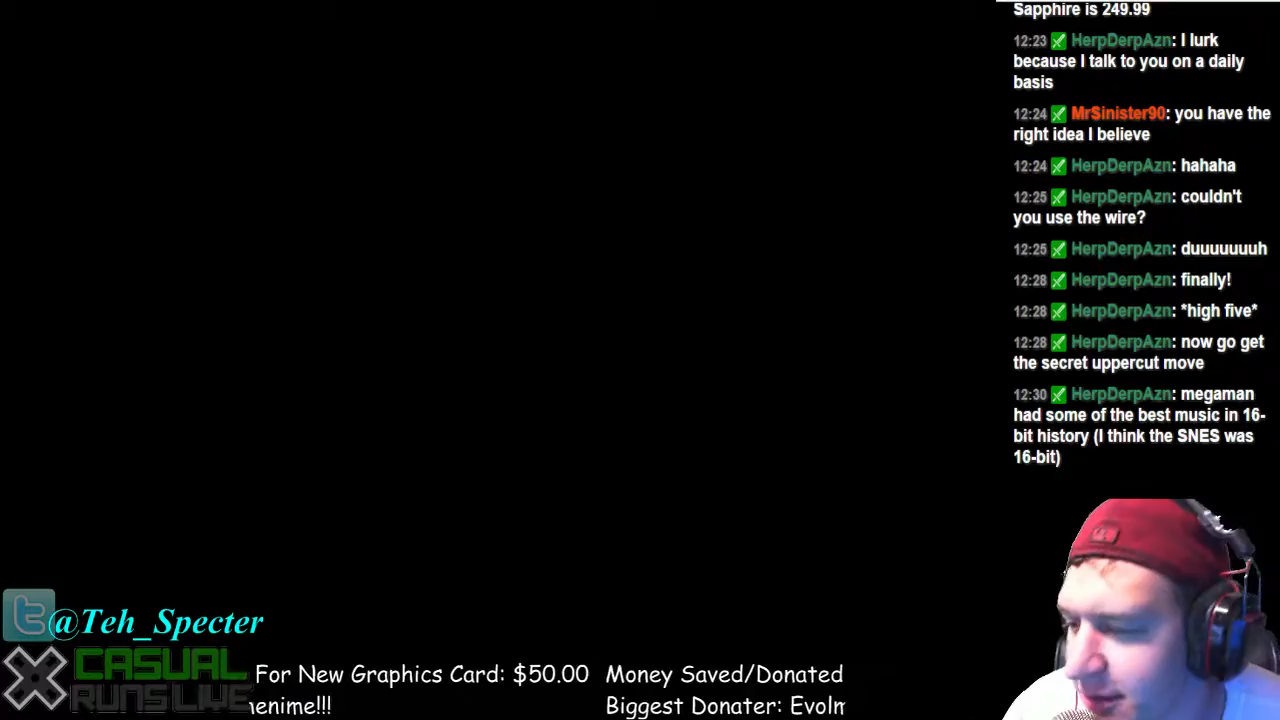 Sapphire is 249.99
12:23 HerpDerpAzn: I lurk
because I talk to you on a daily
basis
12:24 MrSinister90: you have the
right idea I believe
12:24 HerpDerpAzn: hahaha
12:25 HerpDerpAzn: couldn't
you use the wire?
12:25 HerpDerpAzn: duuuuuuuh
12:28 HerpDerpAzn: finally!
12:28 HerpDerpAzn: *high five*
12:28 HerpDerpAzn: now go get
the secret uppercut move
12:30 HerpDerpAzn: megaman
had some of the best music in 16-
bit history (I think the SNES was
16-bit)
@Teh_Specter
CASUAL
RUNS LIVE
For New Graphics Card: $50.00 Money Saved/Donated
enime!!! Biggest Donater: Evolm